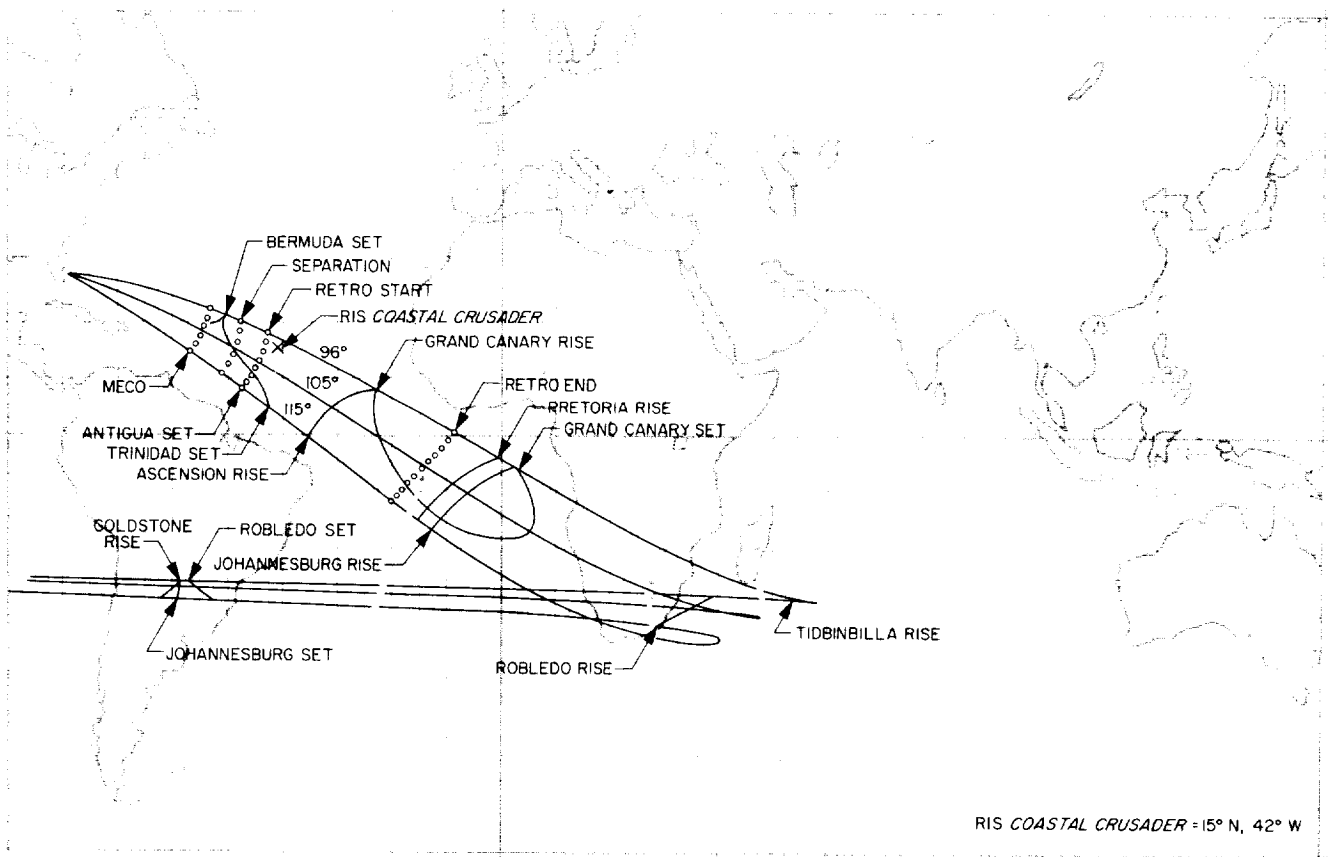 BERMUDA SET
SEPARATION
RETRO START
RIS COASTAL CRUSADER
96°
GRAND CANARY RISE
105°
115°
MECO
RETRO END
PRETORIA RISE
GRAND CANARY SET
ANTIGUA SET
TRINIDAD SET
ASCENSION RISE
GOLDSTONE
RISE
ROBLEDO SET
JOHANNESBURG RISE
TIDBINBILLA RISE
JOHANNESBURG SET
ROBLEDO RISE
RIS COASTAL CRUSADER = 15° N, 42° W